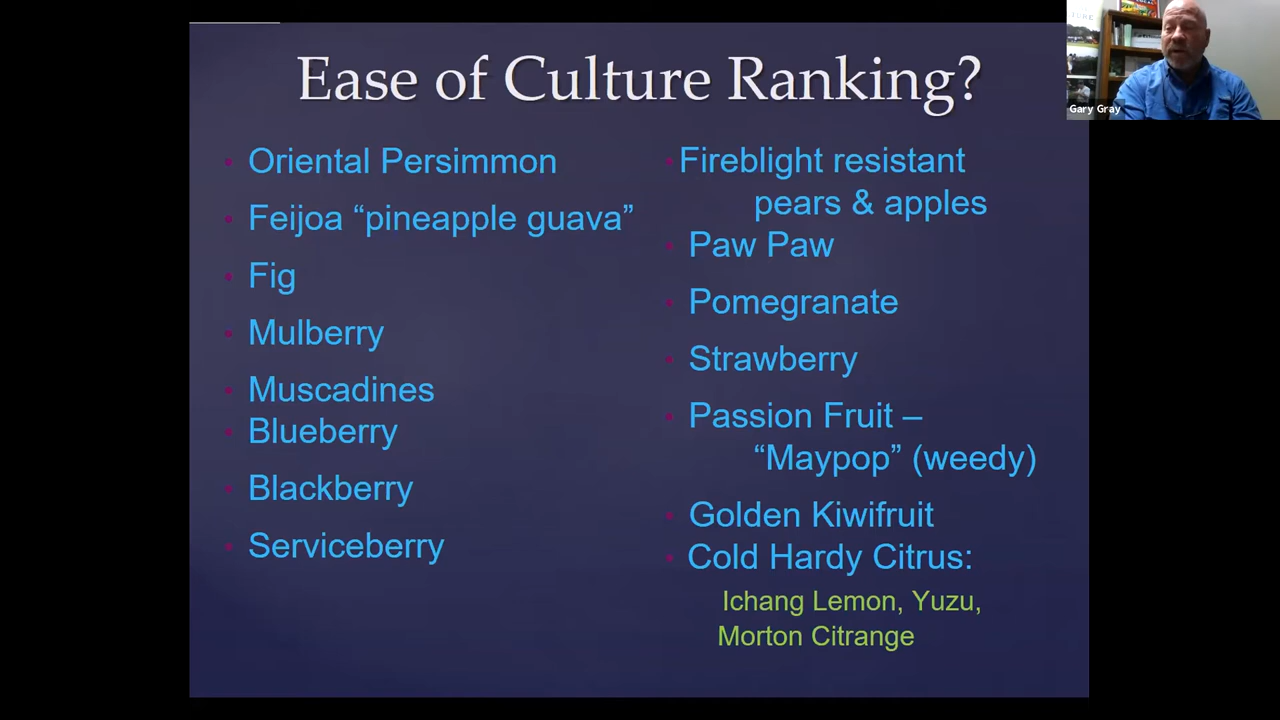 Ease of Culture Ranking?
Oriental Persimmon
Feijoa “pineapple guava”
Fig
Mulberry
Muscadines
Blueberry
Blackberry
Serviceberry
Fireblight resistant
pears & apples
Paw Paw
Pomegranate
Strawberry
Passion Fruit –
“Maypop” (weedy)
Golden Kiwifruit
Cold Hardy Citrus:
Ichang Lemon, Yuzu,
Morton Citrange
Gary Gray